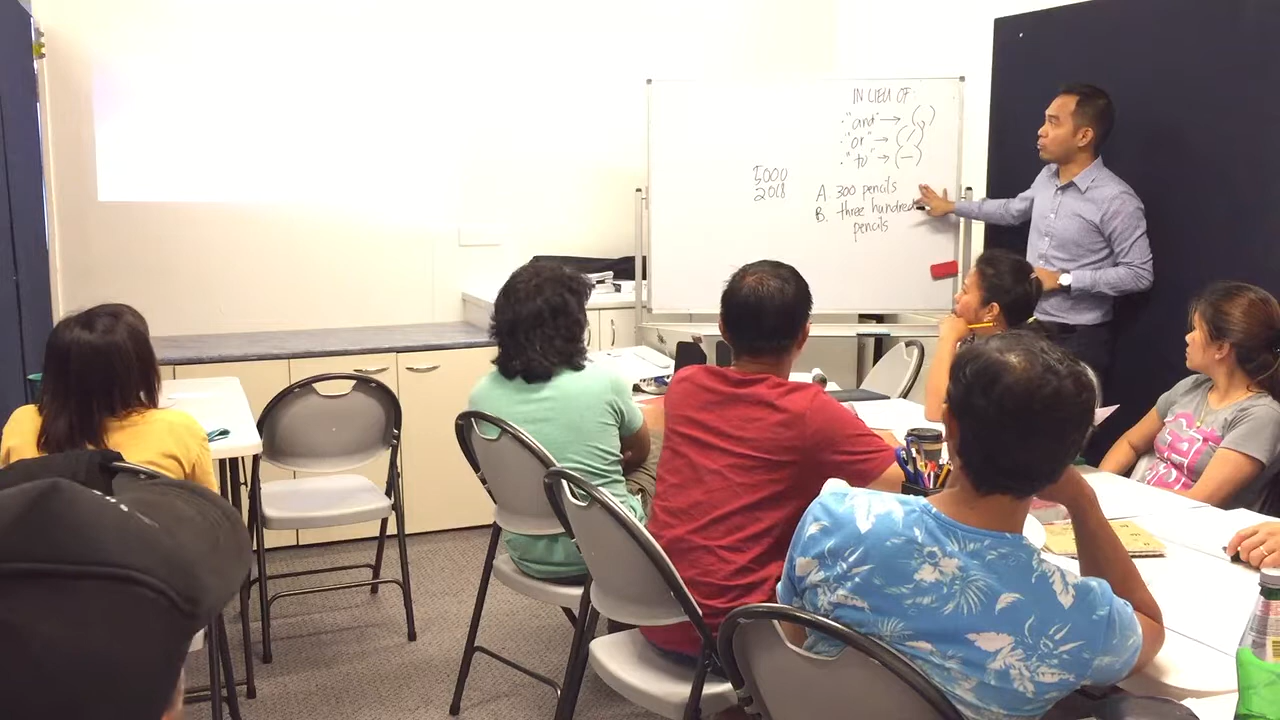 IN LIEU OF:
• "and" → ( , )
• "or" → ( / )
• "to" → ( — )
5000
2018
A. 300 pencils
B. three hundred
pencils